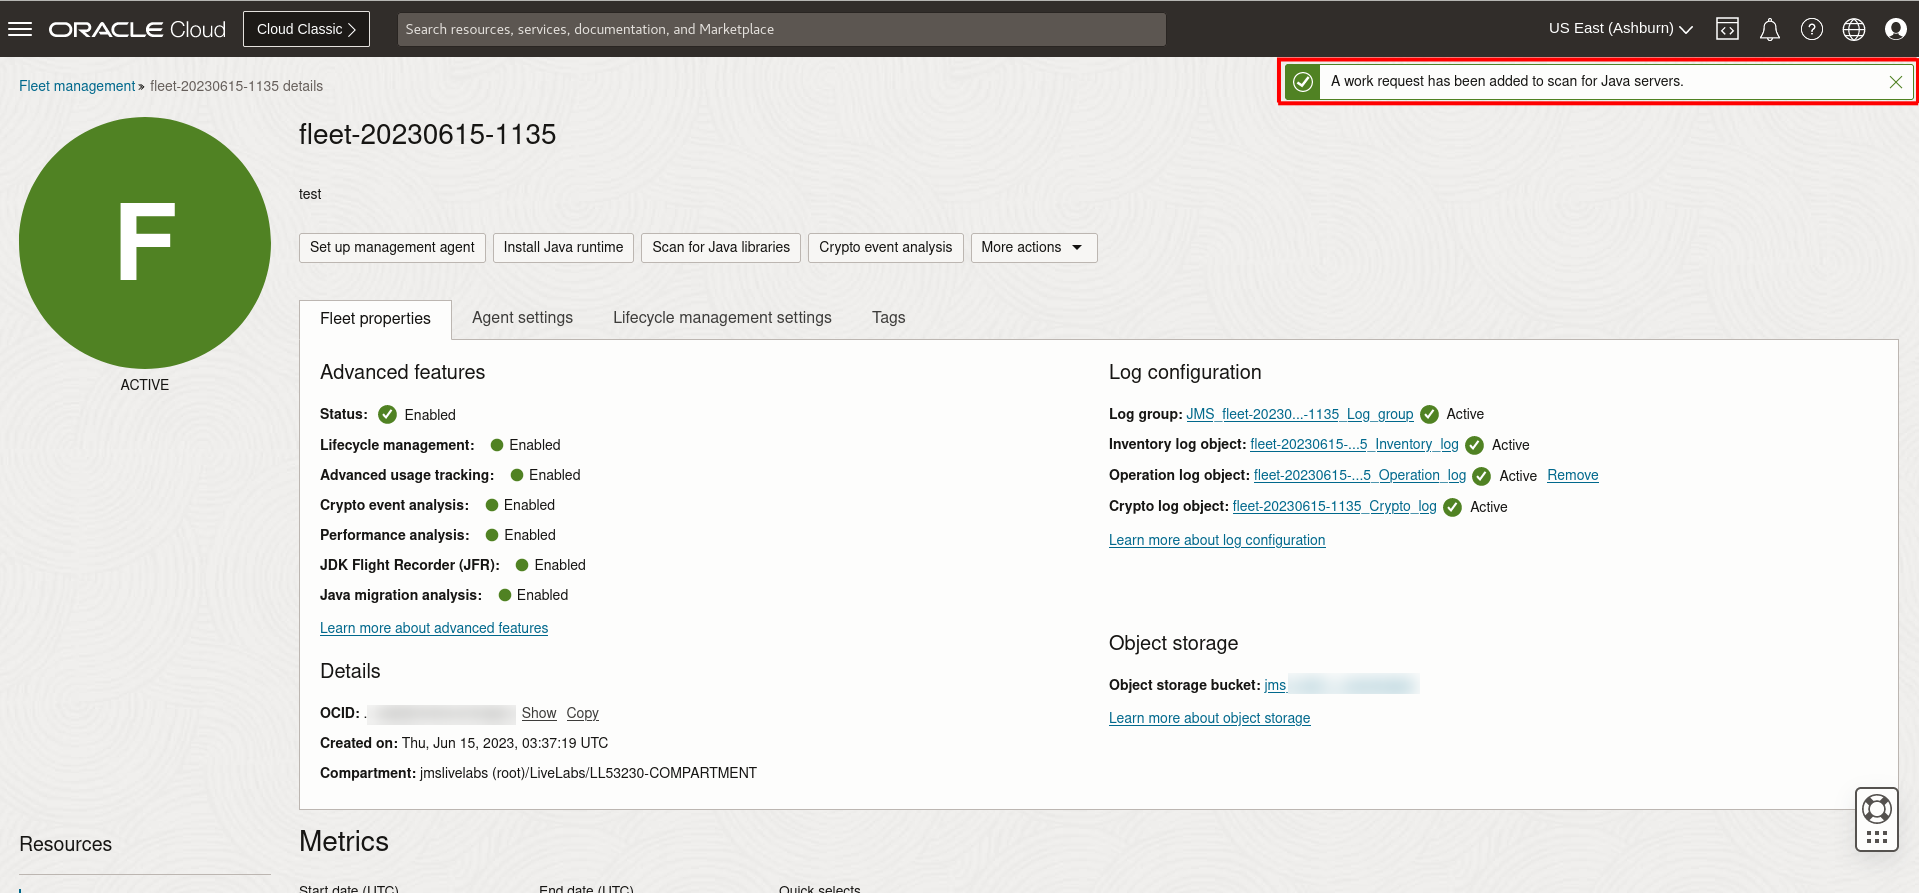 ORACLE Cloud
Cloud Classic
Search resources, services, documentation, and Marketplace
US East (Ashburn)
Fleet management » fleet-20230615-1135 details
A work request has been added to scan for Java servers.
F
ACTIVE
fleet-20230615-1135
test
Set up management agent
Install Java runtime
Scan for Java libraries
Crypto event analysis
More actions
Fleet properties
Agent settings
Lifecycle management settings
Tags
Advanced features
Status: Enabled
Lifecycle management: Enabled
Advanced usage tracking: Enabled
Crypto event analysis: Enabled
Performance analysis: Enabled
JDK Flight Recorder (JFR): Enabled
Java migration analysis: Enabled
Learn more about advanced features
Details
OCID: . Show Copy
Created on: Thu, Jun 15, 2023, 03:37:19 UTC
Compartment: jmslivelabs (root)/LiveLabs/LL53230-COMPARTMENT
Log configuration
Log group: JMS_fleet-20230...-1135_Log_group Active
Inventory log object: fleet-20230615-...5_Inventory_log Active
Operation log object: fleet-20230615-...5_Operation_log Active Remove
Crypto log object: fleet-20230615-1135_Crypto_log Active
Learn more about log configuration
Object storage
Object storage bucket: jms
Learn more about object storage
Resources
Metrics
Start date (UTC)
End date (UTC)
Quick selects